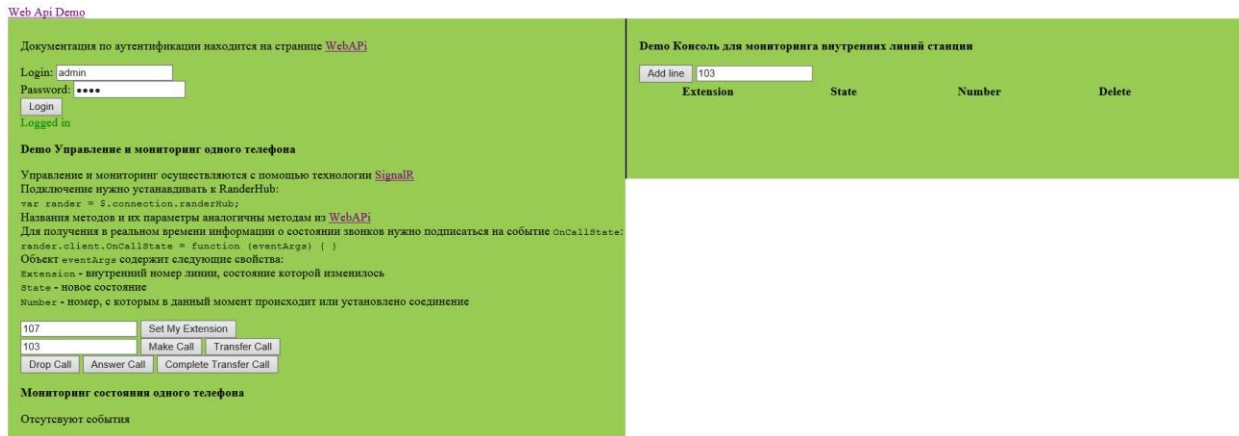 Web Api Demo
Документация по аутентификации находится на странице WebAPi
Login: admin
Password: ••••
Login
Logged in
Demo Управление и мониторинг одного телефона
Управление и мониторинг осуществляются с помощью технологии SignalR
Подключение нужно устанавдивать к RanderHub:
var rander = $.connection.randerHub;
Названия методов и их параметры аналогичны методам из WebAPi
Для получения в реальном времени информации о состоянии звонков нужно подписаться на событие OnCallState:
rander.client.OnCallState = function (eventArgs) { }
Объект eventArgs содержит следующие свойства:
Extension - внутренний номер линии, состояние которой изменилось
State - новое состояние
Number - номер, с которым в данный момент происходит или установлено соединение
107 Set My Extension
103 Make Call Transfer Call
Drop Call Answer Call Complete Transfer Call
Мониторинг состояния одного телефона
Отсутсвуют события
Demo Консоль для мониторинга внутренних линий станции
Add line 103
Extension State Number Delete